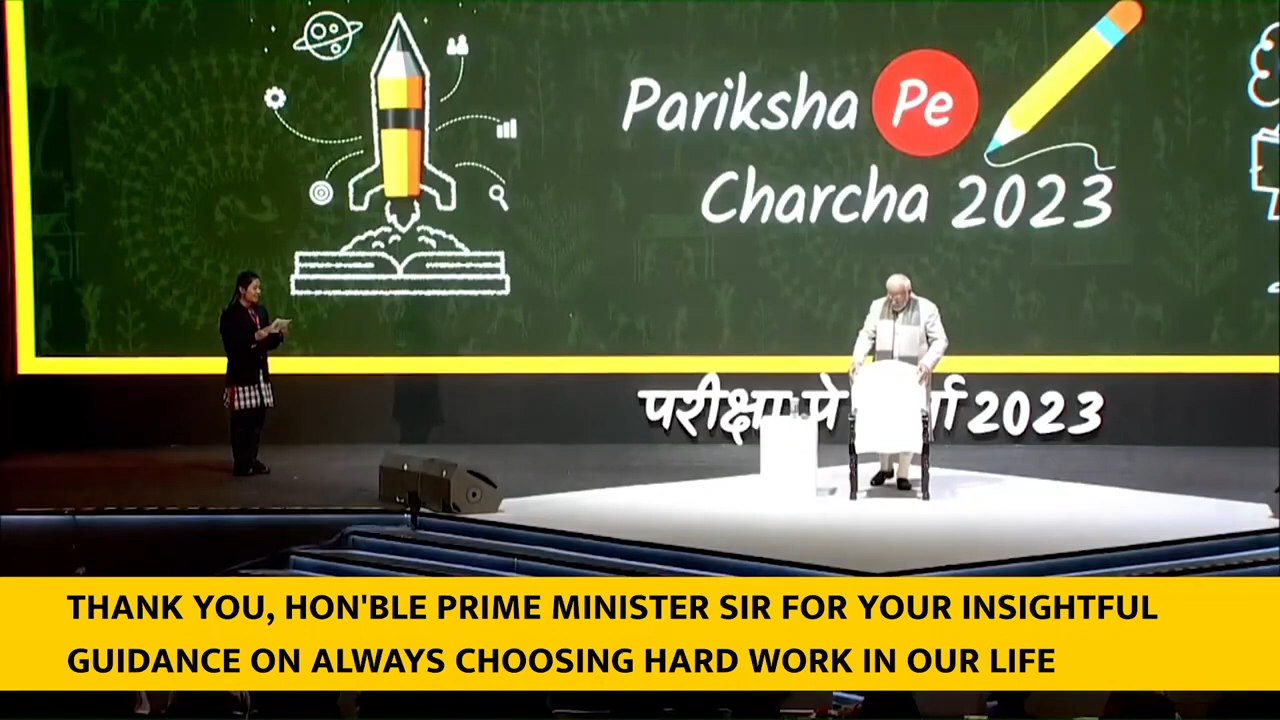 Pariksha Pe
Charcha 2023
परीक्षा पे र्चा 2023
THANK YOU, HON'BLE PRIME MINISTER SIR FOR YOUR INSIGHTFUL
GUIDANCE ON ALWAYS CHOOSING HARD WORK IN OUR LIFE